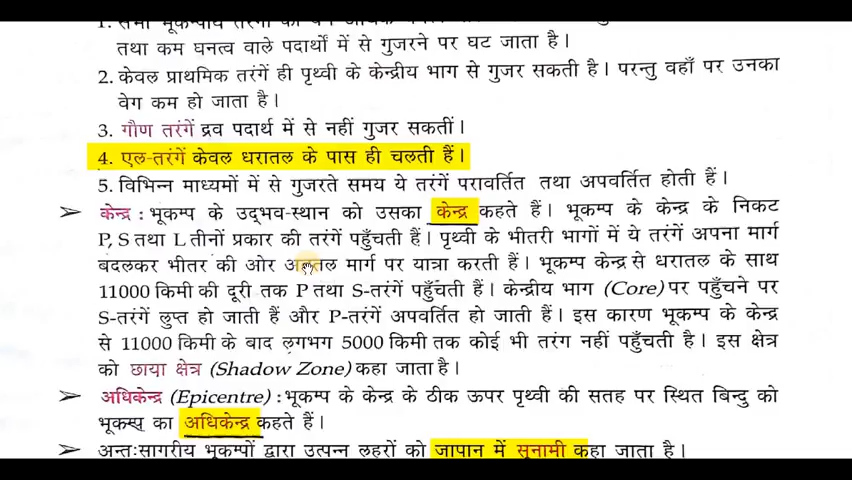 तथा कम घनत्व वाले पदार्थों में से गुजरने पर घट जाता है।
2. केवल प्राथमिक तरंगें ही पृथ्वी के केन्द्रीय भाग से गुजर सकती है। परन्तु वहाँ पर उनका
वेग कम हो जाता है।
3. गौण तरंगें द्रव पदार्थ में से नहीं गुजर सकतीं।
4. एल-तरंगें केवल धरातल के पास ही चलती हैं।
5. विभिन्न माध्यमों में से गुजरते समय ये तरंगें परावर्तित तथा अपवर्तित होती हैं।
➢ केन्द्र : भूकम्प के उद्भव-स्थान को उसका केन्द्र कहते हैं। भूकम्प के केन्द्र के निकट
P, S तथा L तीनों प्रकार की तरंगें पहुँचती हैं। पृथ्वी के भीतरी भागों में ये तरंगें अपना मार्ग
बदलकर भीतर की ओर मार्ग पर यात्रा करती हैं। भूकम्प केन्द्र से धरातल के साथ
11000 किमी की दूरी तक P तथा S-तरंगें पहुँचती हैं। केन्द्रीय भाग (Core) पर पहुँचने पर
S-तरंगें लुप्त हो जाती हैं और P-तरंगें अपवर्तित हो जाती हैं। इस कारण भूकम्प के केन्द्र
से 11000 किमी के बाद लगभग 5000 किमी तक कोई भी तरंग नहीं पहुँचती है। इस क्षेत्र
को छाया क्षेत्र (Shadow Zone) कहा जाता है।
➢ अधिकेन्द्र (Epicentre) : भूकम्प के केन्द्र के ठीक ऊपर पृथ्वी की सतह पर स्थित बिन्दु को
भूकम्प का अधिकेन्द्र कहते हैं।
➢ अन्तःसागरीय भूकम्पों द्वारा उत्पन्न लहरों को जापान में सूनामी कहा जाता है।